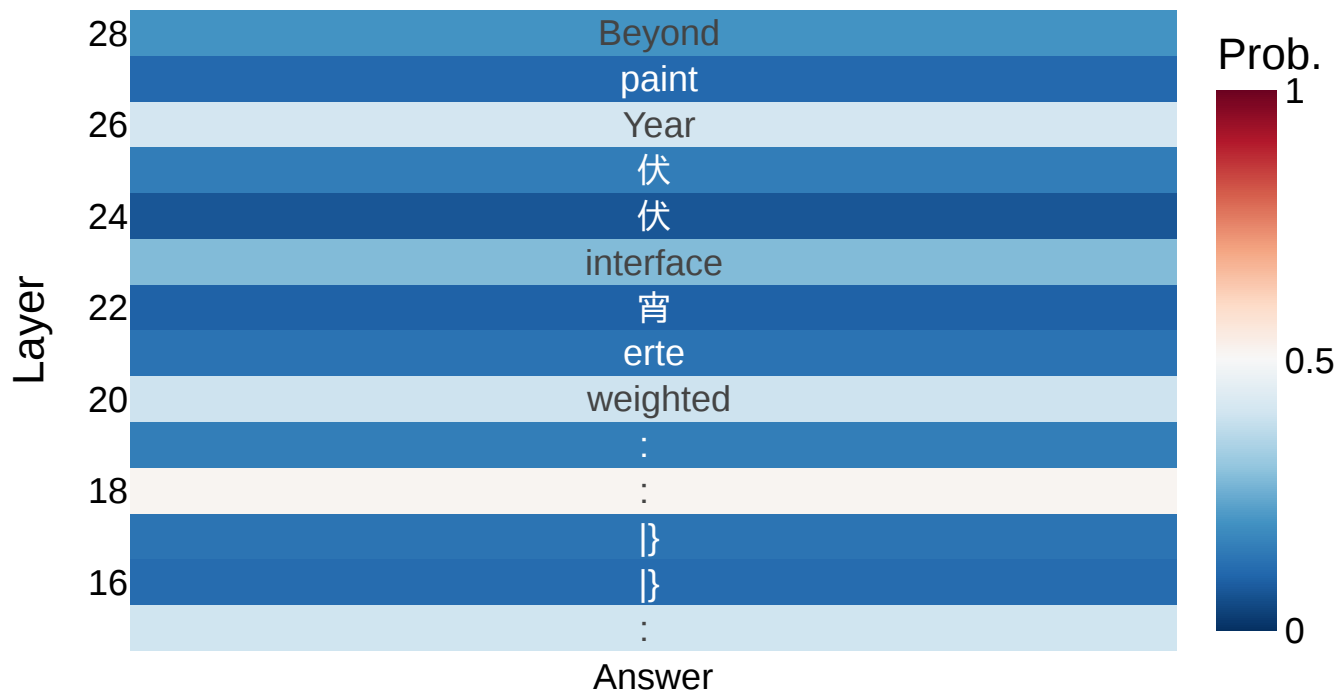 28
Beyond
paint
26
Year
伏
24
伏
interface
22
宵
erte
20
weighted
:
18
:
|}
16
|}
:
Layer
Answer
Prob.
1
0.5
0